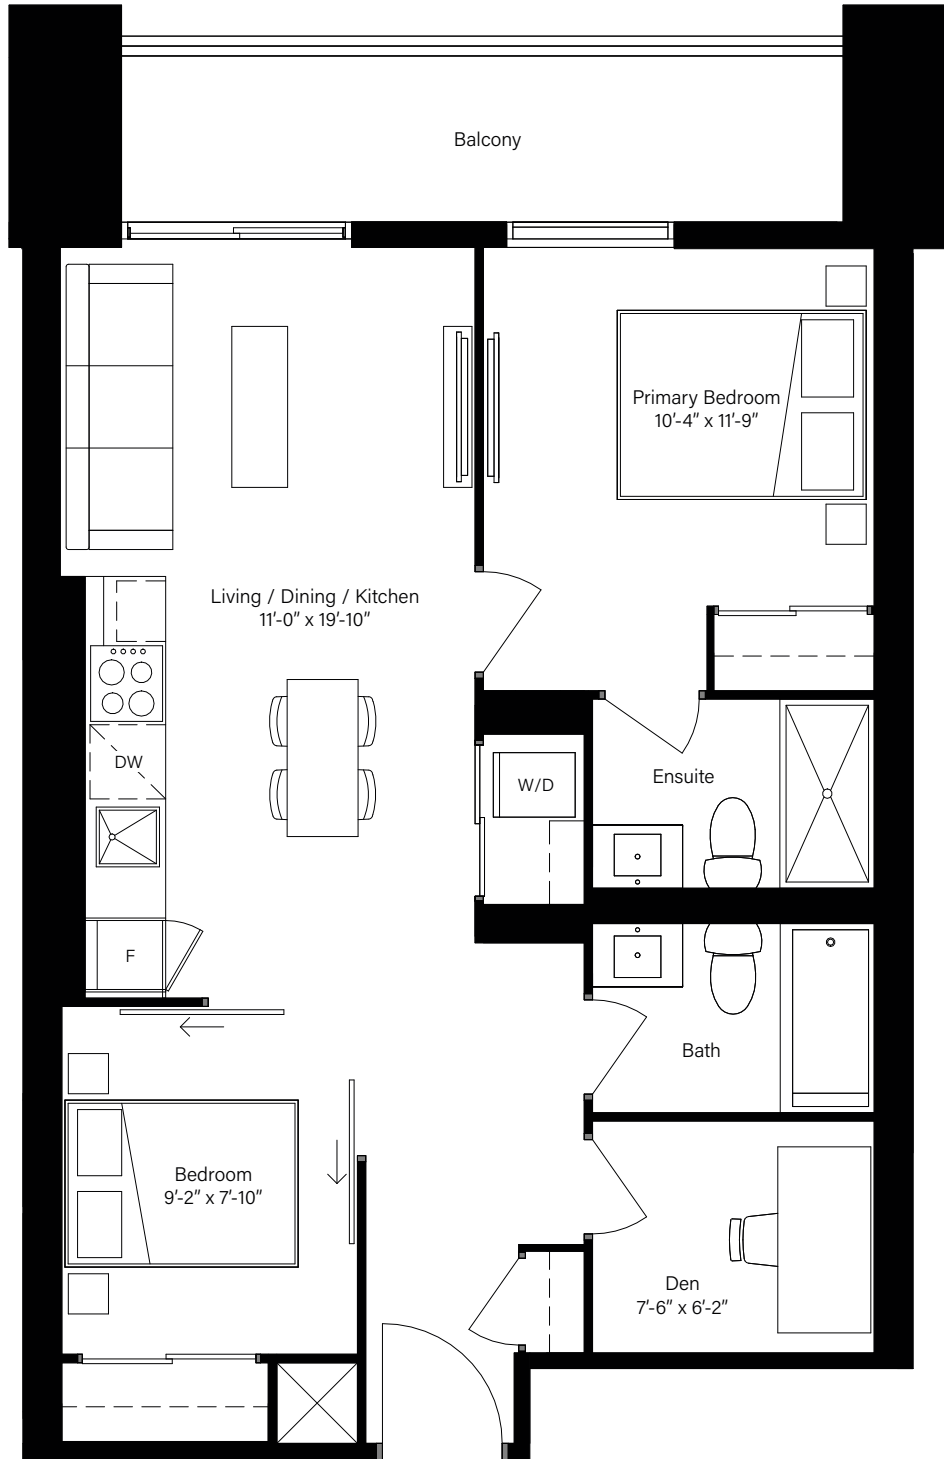 Balcony
Primary Bedroom
10′-4″ x 11′-9″
Living / Dining / Kitchen
11′-0″ x 19′-10″
DW
W/D
Ensuite
F
Bath
Bedroom
9′-2″ x 7′-10″
Den
7′-6″ x 6′-2″